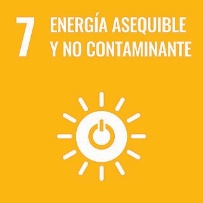 7 ENERGÍA ASEQUIBLE
Y NO CONTAMINANTE